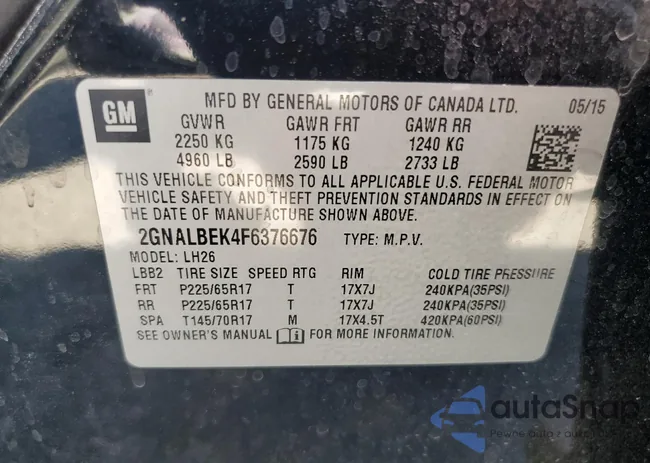 GM
MFD BY GENERAL MOTORS OF CANADA LTD. 05/15
GVWR GAWR FRT GAWR RR
2250 KG 1175 KG 1240 KG
4960 LB 2590 LB 2733 LB
THIS VEHICLE CONFORMS TO ALL APPLICABLE U.S. FEDERAL MOTOR
VEHICLE SAFETY AND THEFT PREVENTION STANDARDS IN EFFECT ON
THE DATE OF MANUFACTURE SHOWN ABOVE.
2GNALBEK4F6376676 TYPE: M.P.V.
MODEL: LH26
LBB2 TIRE SIZE SPEED RTG RIM COLD TIRE PRESSURE
FRT P225/65R17 T 17X7J 240KPA(35PSI)
RR P225/65R17 T 17X7J 240KPA(35PSI)
SPA T145/70R17 M 17X4.5T 420KPA(60PSI)
SEE OWNER'S MANUAL i FOR MORE INFORMATION.
autaSnap
Pewne auto z autasnap